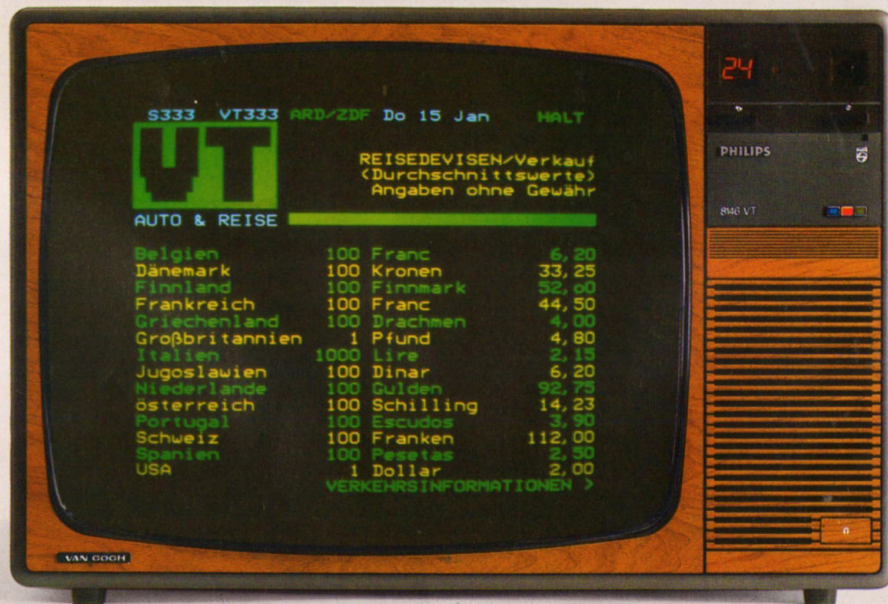 S333 VT333 ARD/ZDF Do 15 Jan HALT
VT
REISEDEVISEN/Verkauf
(Durchschnittswerte)
Angaben ohne Gewähr
AUTO & REISE
Belgien 100 Franc 6,20
Dänemark 100 Kronen 33,25
Finnland 100 Finnmark 52,o0
Frankreich 100 Franc 44,50
Griechenland 100 Drachmen 4,00
Großbritannien 1 Pfund 4,80
Italien 1000 Lire 2,15
Jugoslawien 100 Dinar 6,20
Niederlande 100 Gulden 92,75
österreich 100 Schilling 14,23
Portugal 100 Escudos 3,90
Schweiz 100 Franken 112,00
Spanien 100 Pesetas 2,50
USA 1 Dollar 2,00
VERKEHRSINFORMATIONEN >
VAN GOGH
24
PHILIPS
8146 VT